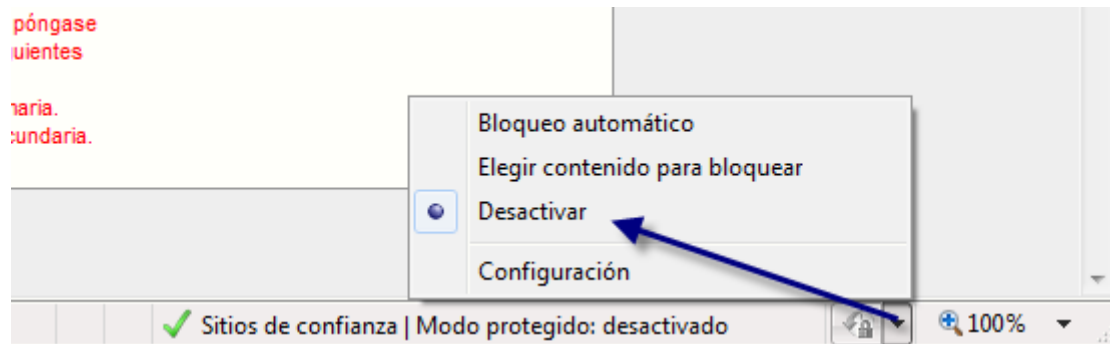 póngase
uientes
naria.
cundaria.
Bloqueo automático
Elegir contenido para bloquear
Desactivar
Configuración
Sitios de confianza | Modo protegido: desactivado
100%